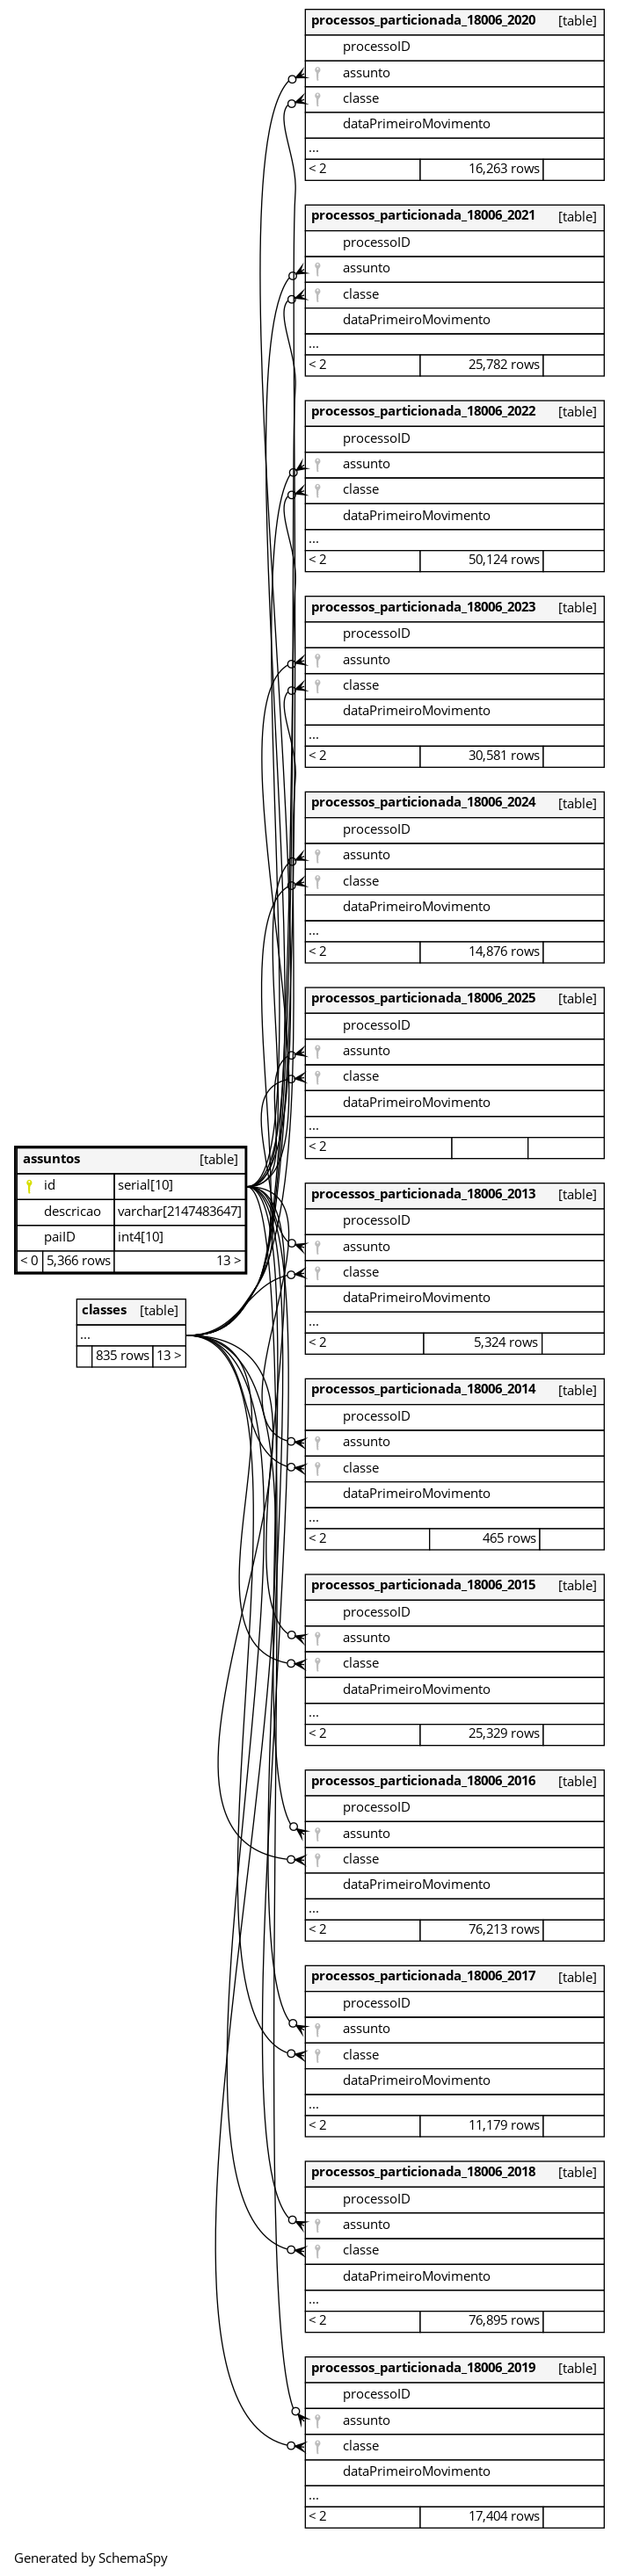 processos_particionada_18006_2020 [table]
processoID
assunto
classe
dataPrimeiroMovimento
...
< 2 16,263 rows
processos_particionada_18006_2021 [table]
processoID
assunto
classe
dataPrimeiroMovimento
...
< 2 25,782 rows
processos_particionada_18006_2022 [table]
processoID
assunto
classe
dataPrimeiroMovimento
...
< 2 50,124 rows
processos_particionada_18006_2023 [table]
processoID
assunto
classe
dataPrimeiroMovimento
...
< 2 30,581 rows
processos_particionada_18006_2024 [table]
processoID
assunto
classe
dataPrimeiroMovimento
...
< 2 14,876 rows
processos_particionada_18006_2025 [table]
processoID
assunto
classe
dataPrimeiroMovimento
...
< 2
assuntos [table]
id serial[10]
descricao varchar[2147483647]
paiID int4[10]
< 0 5,366 rows 13 >
classes [table]
...
835 rows 13 >
processos_particionada_18006_2013 [table]
processoID
assunto
classe
dataPrimeiroMovimento
...
< 2 5,324 rows
processos_particionada_18006_2014 [table]
processoID
assunto
classe
dataPrimeiroMovimento
...
< 2 465 rows
processos_particionada_18006_2015 [table]
processoID
assunto
classe
dataPrimeiroMovimento
...
< 2 25,329 rows
processos_particionada_18006_2016 [table]
processoID
assunto
classe
dataPrimeiroMovimento
...
< 2 76,213 rows
processos_particionada_18006_2017 [table]
processoID
assunto
classe
dataPrimeiroMovimento
...
< 2 11,179 rows
processos_particionada_18006_2018 [table]
processoID
assunto
classe
dataPrimeiroMovimento
...
< 2 76,895 rows
processos_particionada_18006_2019 [table]
processoID
assunto
classe
dataPrimeiroMovimento
...
< 2 17,404 rows
Generated by SchemaSpy